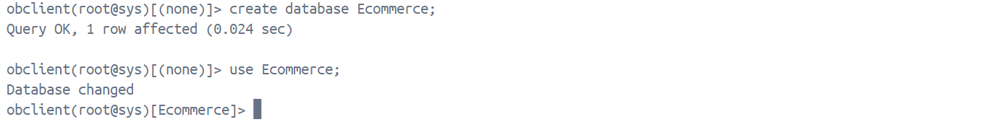 obclient(root@sys)[(none)]> create database Ecommerce;
Query OK, 1 row affected (0.024 sec)
obclient(root@sys)[(none)]> use Ecommerce;
Database changed
obclient(root@sys)[Ecommerce]>